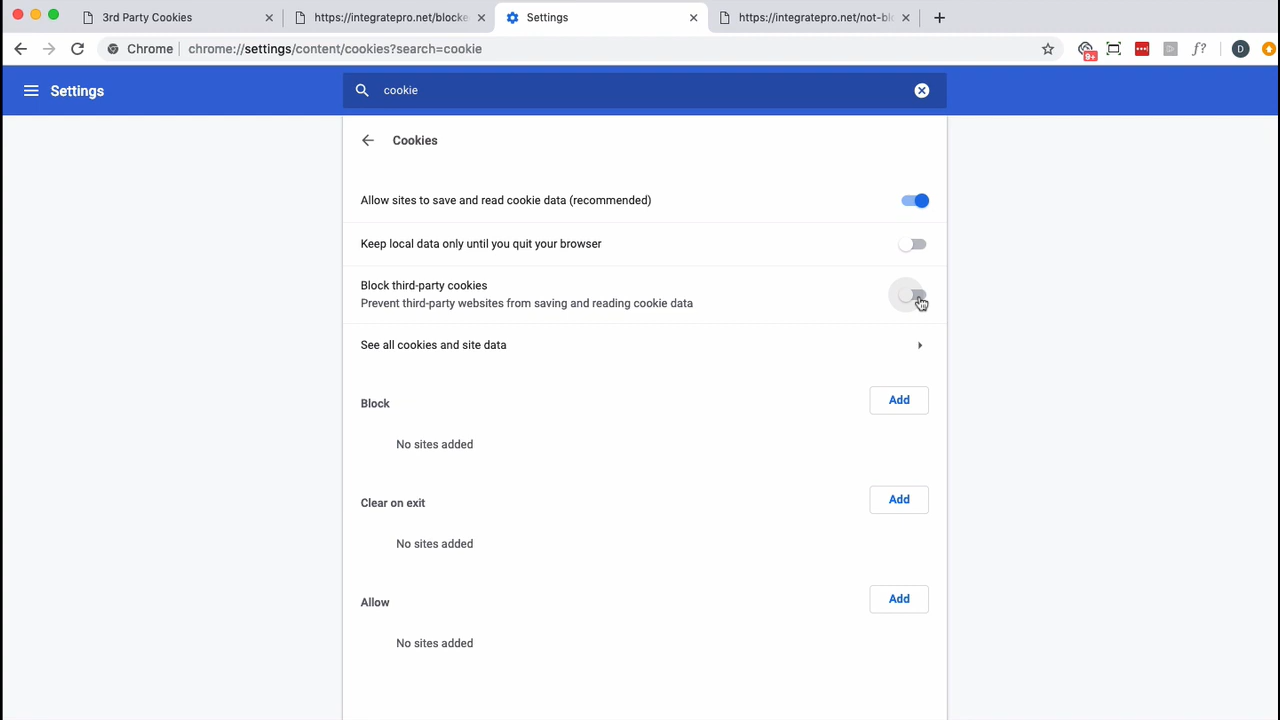 3rd Party Cookies
https://integratepro.net/blocke
Settings
https://integratepro.net/not-bl
Chrome
chrome://settings/content/cookies?search=cookie
9+
f?
D
Settings
cookie
Cookies
Allow sites to save and read cookie data (recommended)
Keep local data only until you quit your browser
Block third-party cookies
Prevent third-party websites from saving and reading cookie data
See all cookies and site data
Block
Add
No sites added
Clear on exit
Add
No sites added
Allow
Add
No sites added